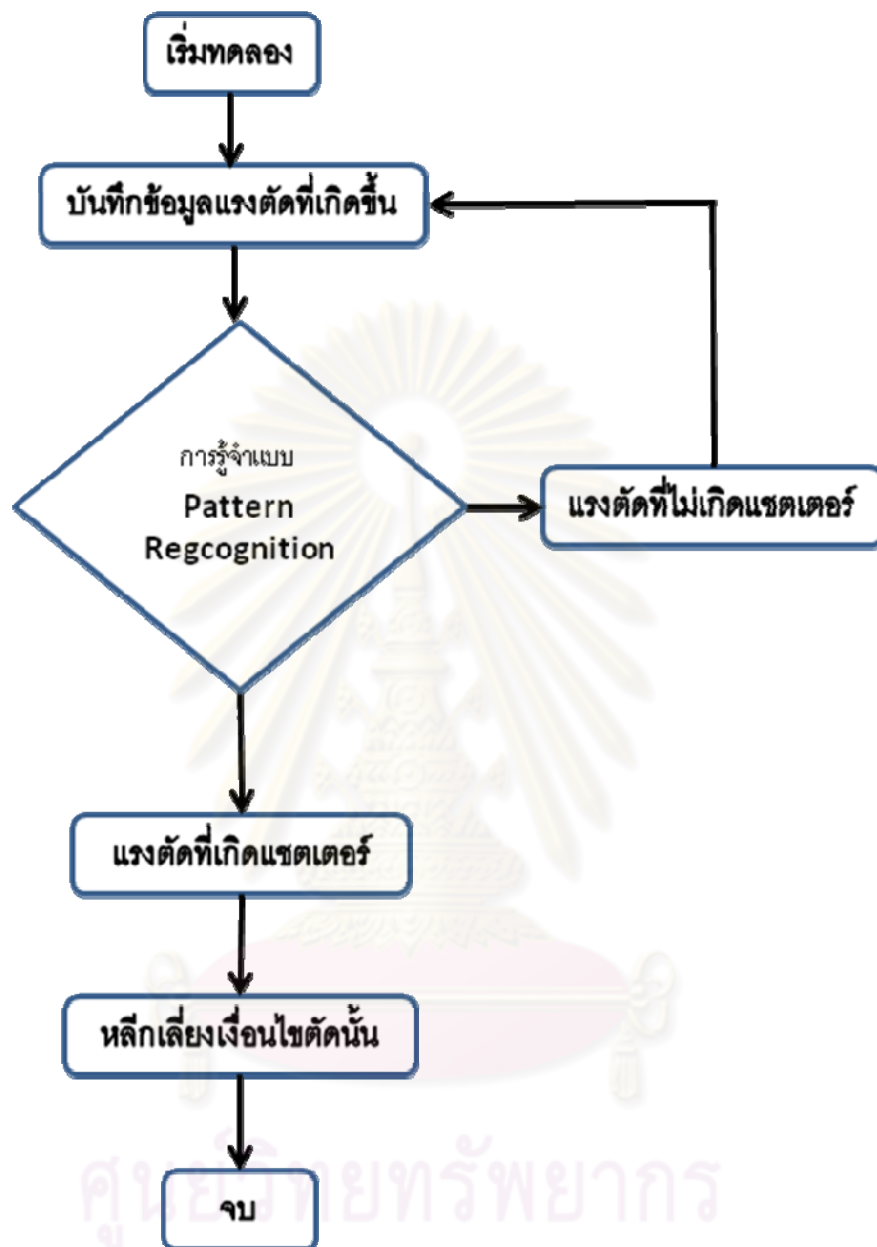 เริ่มทดลอง
บันทึกข้อมูลแรงตัดที่เกิดขึ้น
การรู้จำแบบ
Pattern
Regcognition
แรงตัดที่ไม่เกิดแชตเตอร์
แรงตัดที่เกิดแชตเตอร์
หลีกเลี่ยงเงื่อนไขตัดนั้น
จบ
ศูนย์วิทยทรัพยากร